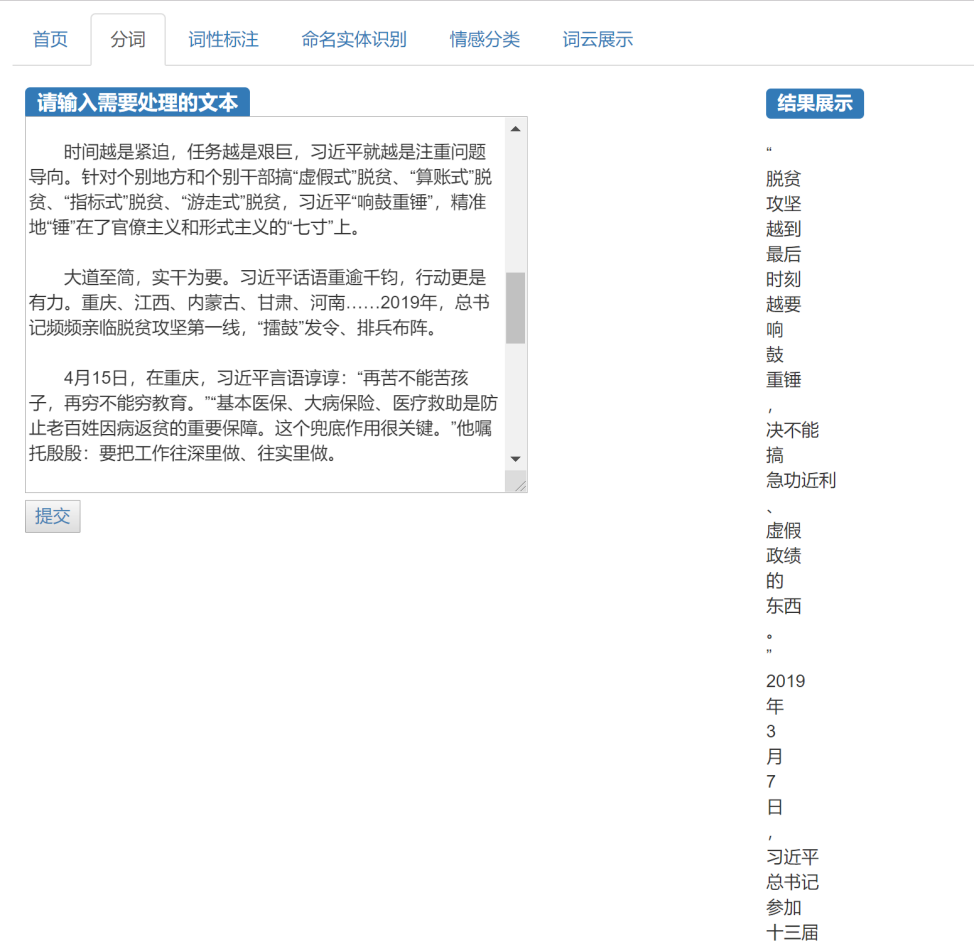 首页 分词 词性标注 命名实体识别 情感分类 词云展示
请输入需要处理的文本
时间越是紧迫，任务越是艰巨，习近平就越是注重问题
导向。针对个别地方和个别干部搞“虚假式”脱贫、“算账式”脱
贫、“指标式”脱贫、“游走式”脱贫，习近平“响鼓重锤”，精准
地“锤”在了官僚主义和形式主义的“七寸”上。
大道至简，实干为要。习近平话语重逾千钧，行动更是
有力。重庆、江西、内蒙古、甘肃、河南……2019年，总书
记频频亲临脱贫攻坚第一线，“擂鼓”发令、排兵布阵。
4月15日，在重庆，习近平言语谆谆：“再苦不能苦孩
子，再穷不能穷教育。”“基本医保、大病保险、医疗救助是防
止老百姓因病返贫的重要保障。这个兜底作用很关键。”他嘱
托殷殷：要把工作往深里做、往实里做。
提交
结果展示
“
脱贫
攻坚
越到
最后
时刻
越要
响
鼓
重锤
，
决不能
搞
急功近利
、
虚假
政绩
的
东西
。
”
2019
年
3
月
7
日
，
习近平
总书记
参加
十三届